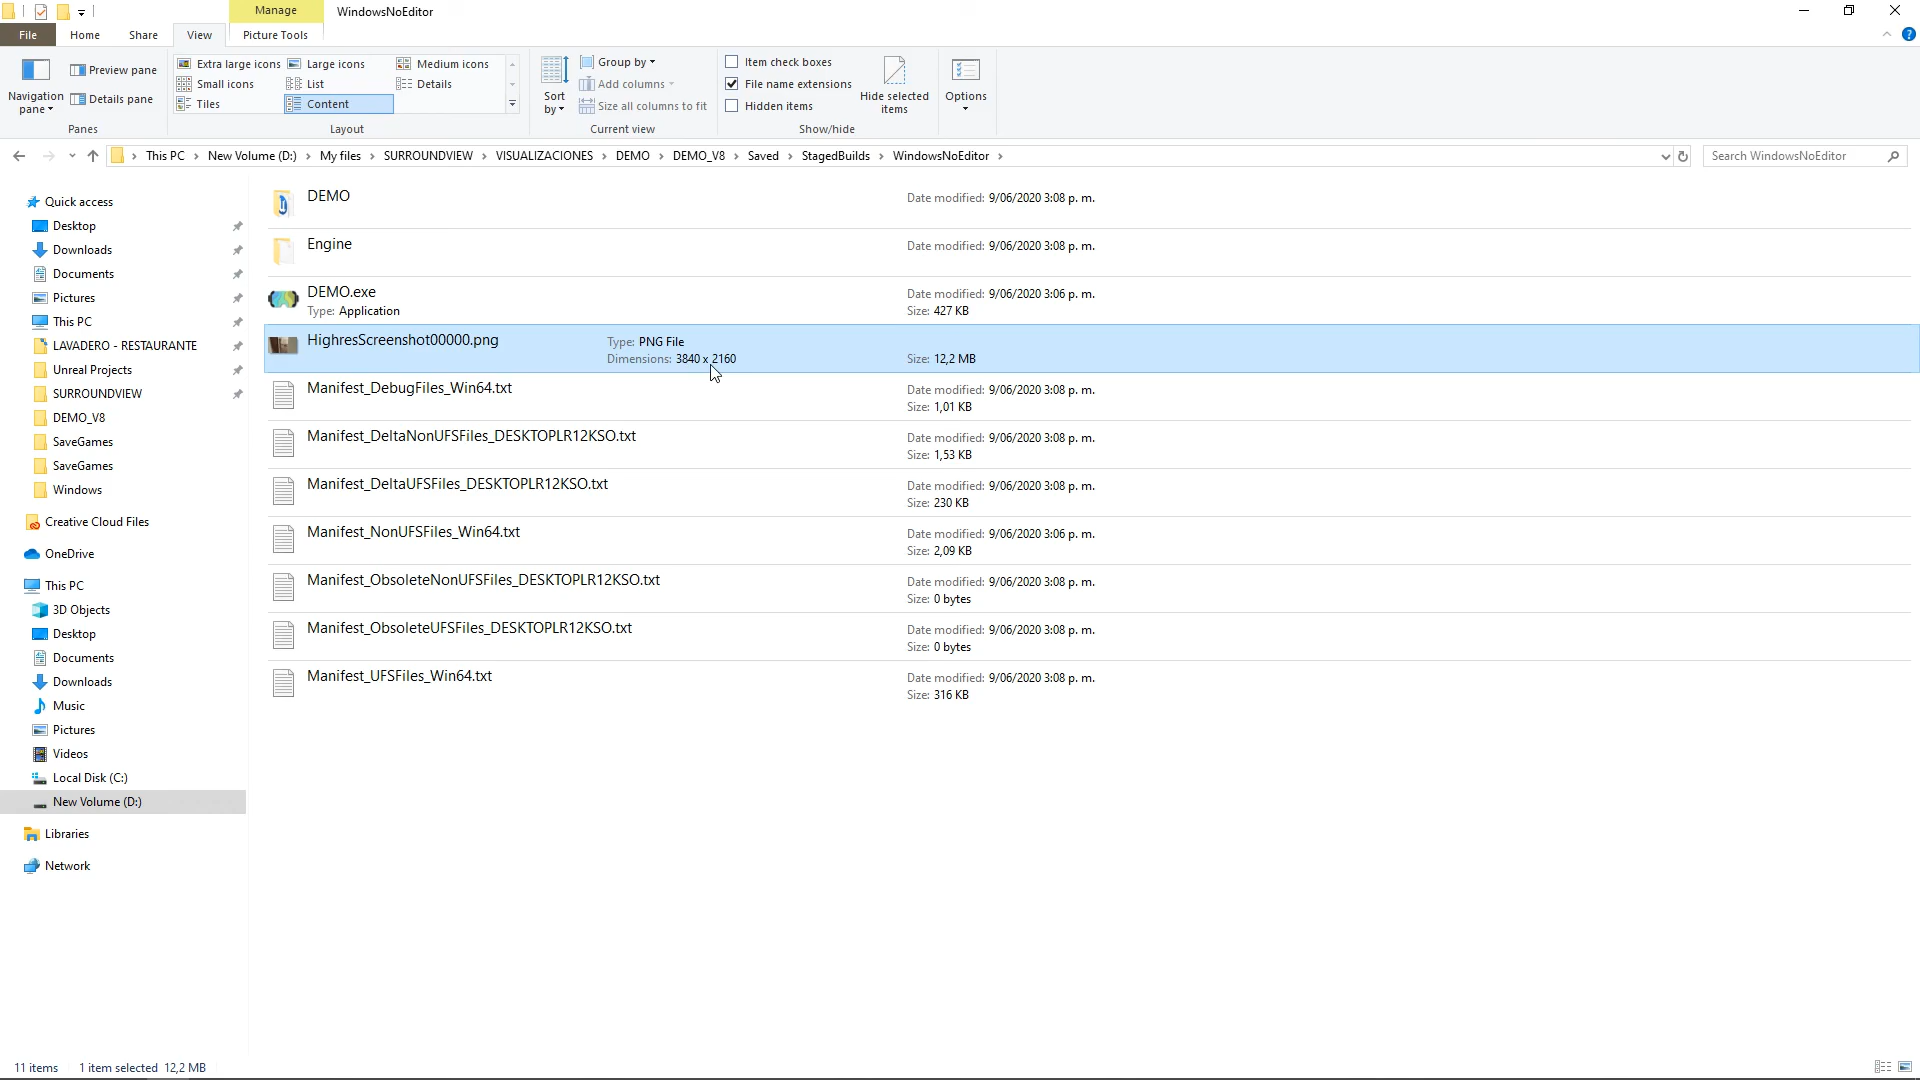 Manage WindowsNoEditor
File Home Share View Picture Tools
Navigation pane Preview pane Details pane
Panes
Extra large icons Large icons Medium icons
Small icons List Details
Tiles Content
Layout
Sort by Group by
Add columns
Size all columns to fit
Current view
Item check boxes
File name extensions
Hidden items
Hide selected items
Show/hide
Options
This PC New Volume (D:) My files SURROUNDVIEW VISUALIZACIONES DEMO DEMO_V8 Saved StagedBuilds WindowsNoEditor
Search WindowsNoEditor
Quick access
Desktop
Downloads
Documents
Pictures
This PC
LAVADERO - RESTAURANTE
Unreal Projects
SURROUNDVIEW
DEMO_V8
SaveGames
SaveGames
Windows
Creative Cloud Files
OneDrive
This PC
3D Objects
Desktop
Documents
Downloads
Music
Pictures
Videos
Local Disk (C:)
New Volume (D:)
Libraries
Network
DEMO Date modified: 9/06/2020 3:08 p. m.
Engine Date modified: 9/06/2020 3:08 p. m.
DEMO.exe Date modified: 9/06/2020 3:06 p. m.
Type: Application Size: 427 KB
HighresScreenshot00000.png Type: PNG File
Dimensions: 3840 x 2160 Size: 12,2 MB
Manifest_DebugFiles_Win64.txt Date modified: 9/06/2020 3:08 p. m.
Size: 1,01 KB
Manifest_DeltaNonUFSFiles_DESKTOPLR12KSO.txt Date modified: 9/06/2020 3:08 p. m.
Size: 1,53 KB
Manifest_DeltaUFSFiles_DESKTOPLR12KSO.txt Date modified: 9/06/2020 3:08 p. m.
Size: 230 KB
Manifest_NonUFSFiles_Win64.txt Date modified: 9/06/2020 3:06 p. m.
Size: 2,09 KB
Manifest_ObsoleteNonUFSFiles_DESKTOPLR12KSO.txt Date modified: 9/06/2020 3:08 p. m.
Size: 0 bytes
Manifest_ObsoleteUFSFiles_DESKTOPLR12KSO.txt Date modified: 9/06/2020 3:08 p. m.
Size: 0 bytes
Manifest_UFSFiles_Win64.txt Date modified: 9/06/2020 3:08 p. m.
Size: 316 KB
11 items 1 item selected 12,2 MB